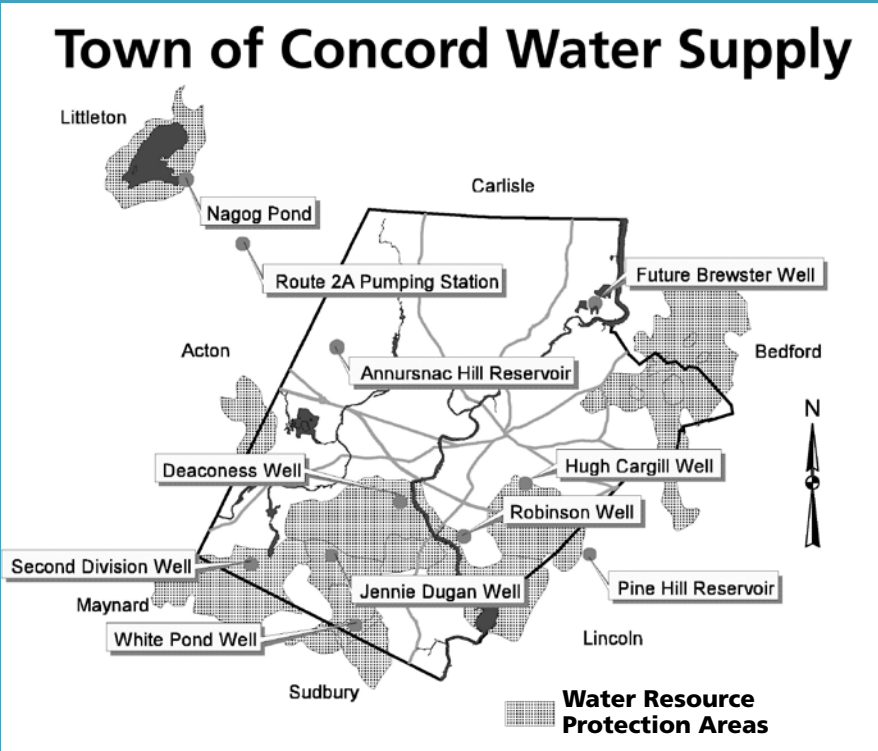 Town of Concord Water Supply
Littleton
Carlisle
Nagog Pond
Route 2A Pumping Station
Future Brewster Well
Acton
Bedford
Annursnac Hill Reservoir
N
Deaconess Well
Hugh Cargill Well
Robinson Well
Second Division Well
Pine Hill Reservoir
Jennie Dugan Well
Maynard
White Pond Well
Lincoln
Sudbury
Water Resource
Protection Areas